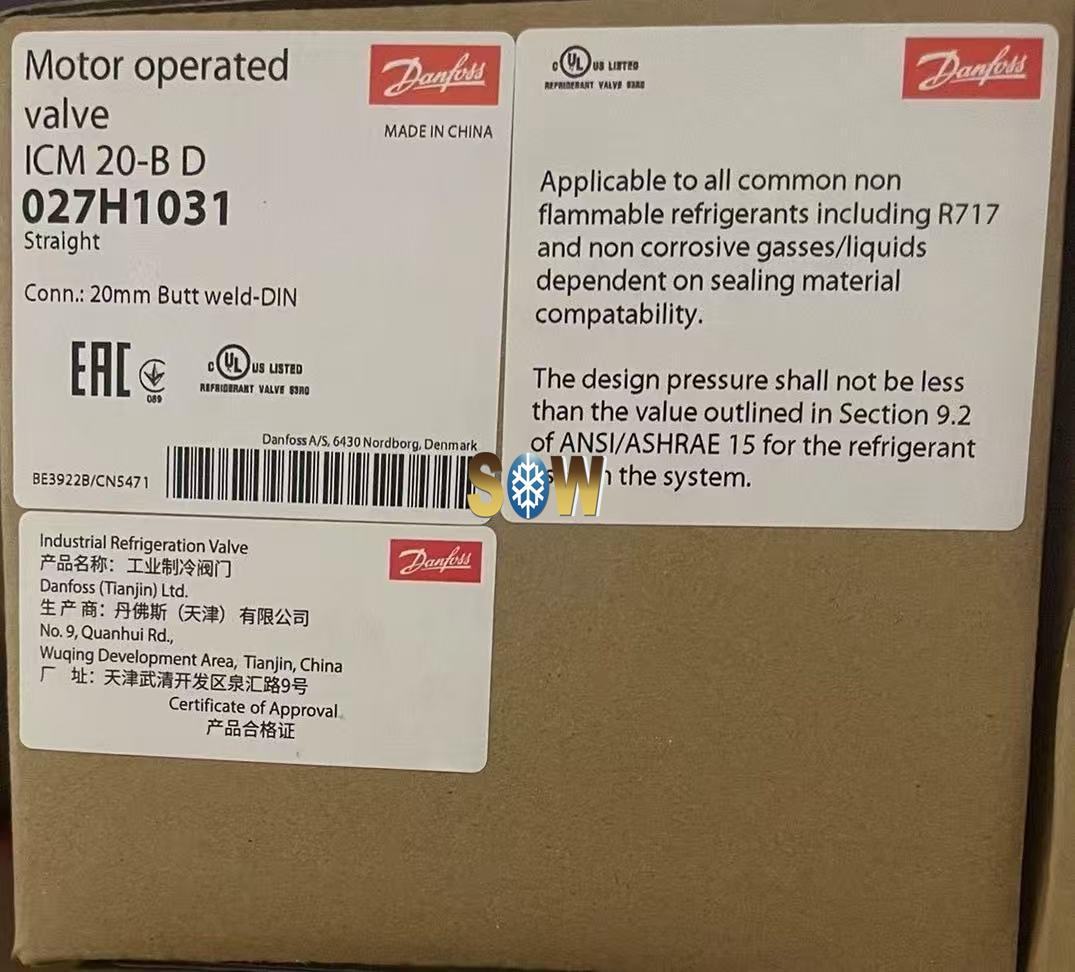 Motor operated
valve
ICM 20-B D
027H1031
Straight
Conn.: 20mm Butt weld-DIN
Danfoss
MADE IN CHINA
EAC
089
C UL US LISTED
REFRIGERANT VALVE 93R0
Danfoss A/S, 6430 Nordborg, Denmark
BE3922B/CN5471
C UL US LISTED
REFRIGERANT VALVE 93R0
Danfoss
Applicable to all common non
flammable refrigerants including R717
and non corrosive gasses/liquids
dependent on sealing material
compatability.
The design pressure shall not be less
than the value outlined in Section 9.2
of ANSI/ASHRAE 15 for the refrigerant
the system.
SOW
Industrial Refrigeration Valve
产品名称：工业制冷阀门
Danfoss (Tianjin) Ltd.
生 产 商：丹佛斯（天津）有限公司
No. 9, Quanhui Rd.,
Wuqing Development Area, Tianjin, China
厂 址：天津武清开发区泉汇路9号
Certificate of Approval
产品合格证
Danfoss